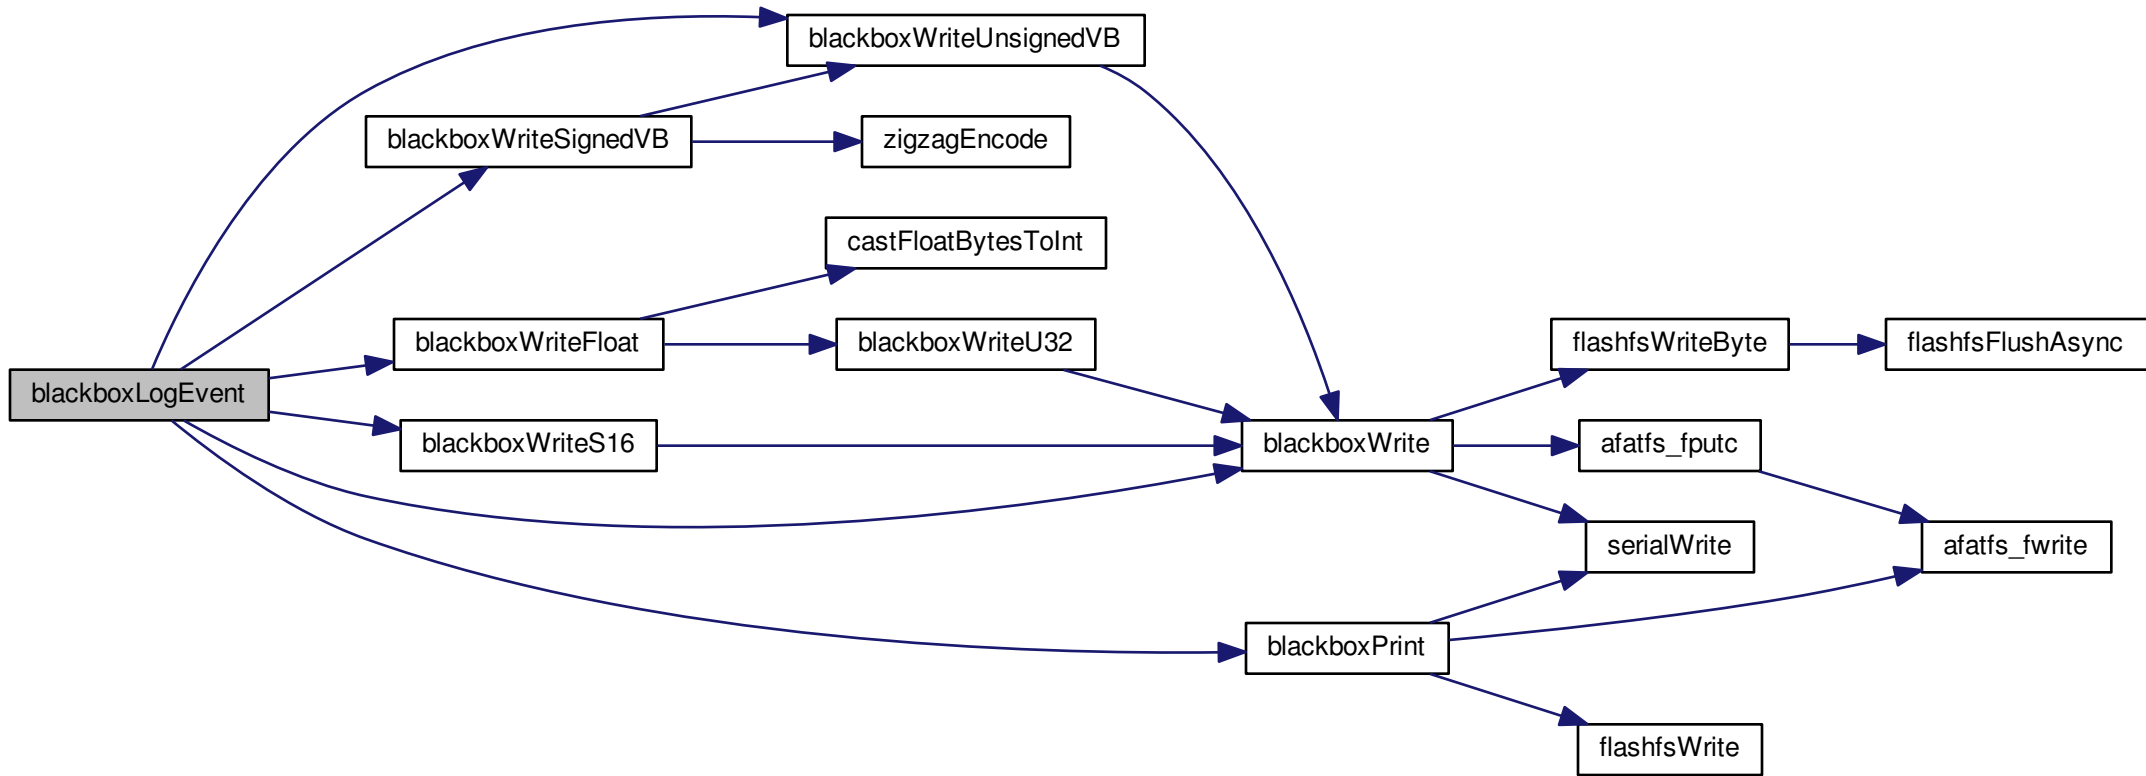 blackboxWriteUnsignedVB
blackboxWriteSignedVB
zigzagEncode
castFloatBytesToInt
blackboxWriteFloat
blackboxWriteU32
flashfsWriteByte
flashfsFlushAsync
blackboxLogEvent
blackboxWriteS16
blackboxWrite
afatfs_fputc
serialWrite
afatfs_fwrite
blackboxPrint
flashfsWrite